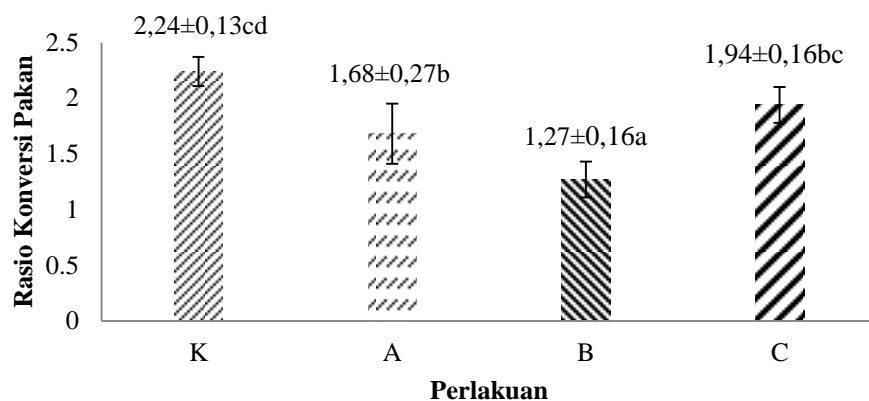 2,24±0,13cd
1,68±0,27b
1,27±0,16a
1,94±0,16bc
Rasio Konversi Pakan
2.5
2
1.5
1
0.5
0
K A B C
Perlakuan